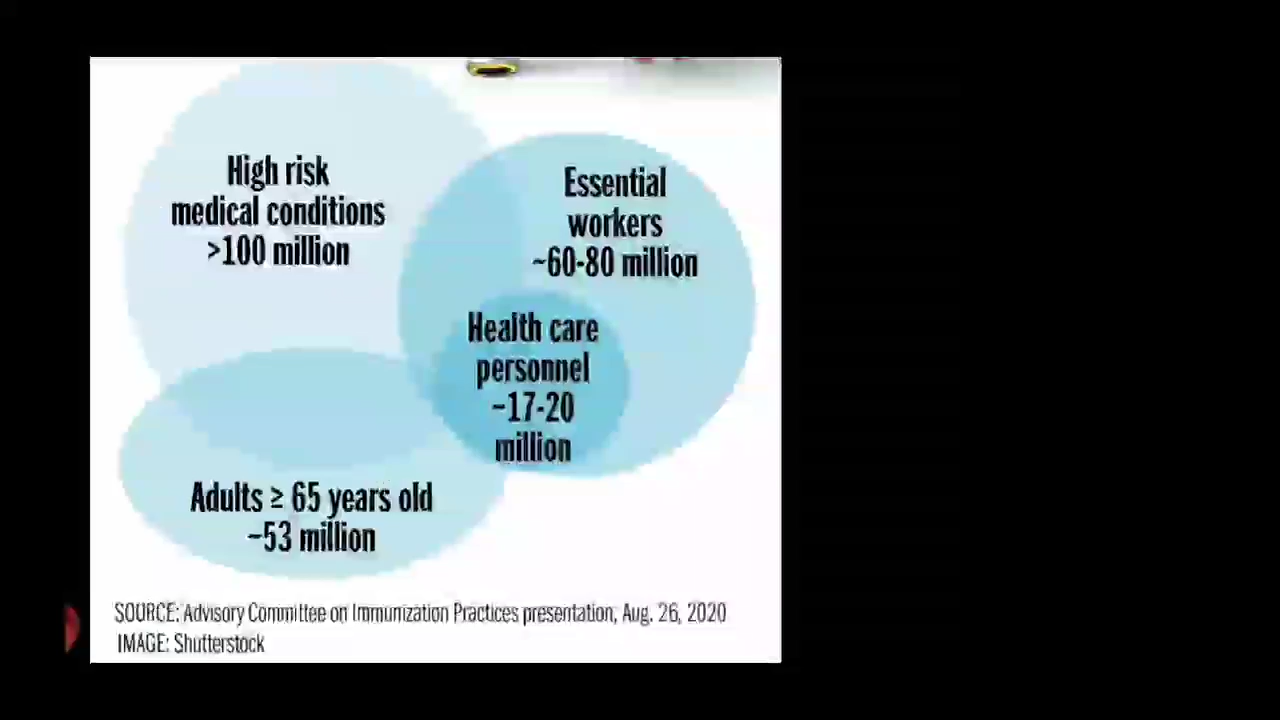 High risk
medical conditions
>100 million
Essential
workers
~60-80 million
Health care
personnel
~17-20
million
Adults ≥ 65 years old
~53 million
SOURCE: Advisory Committee on Immunization Practices presentation, Aug. 26, 2020
IMAGE: Shutterstock